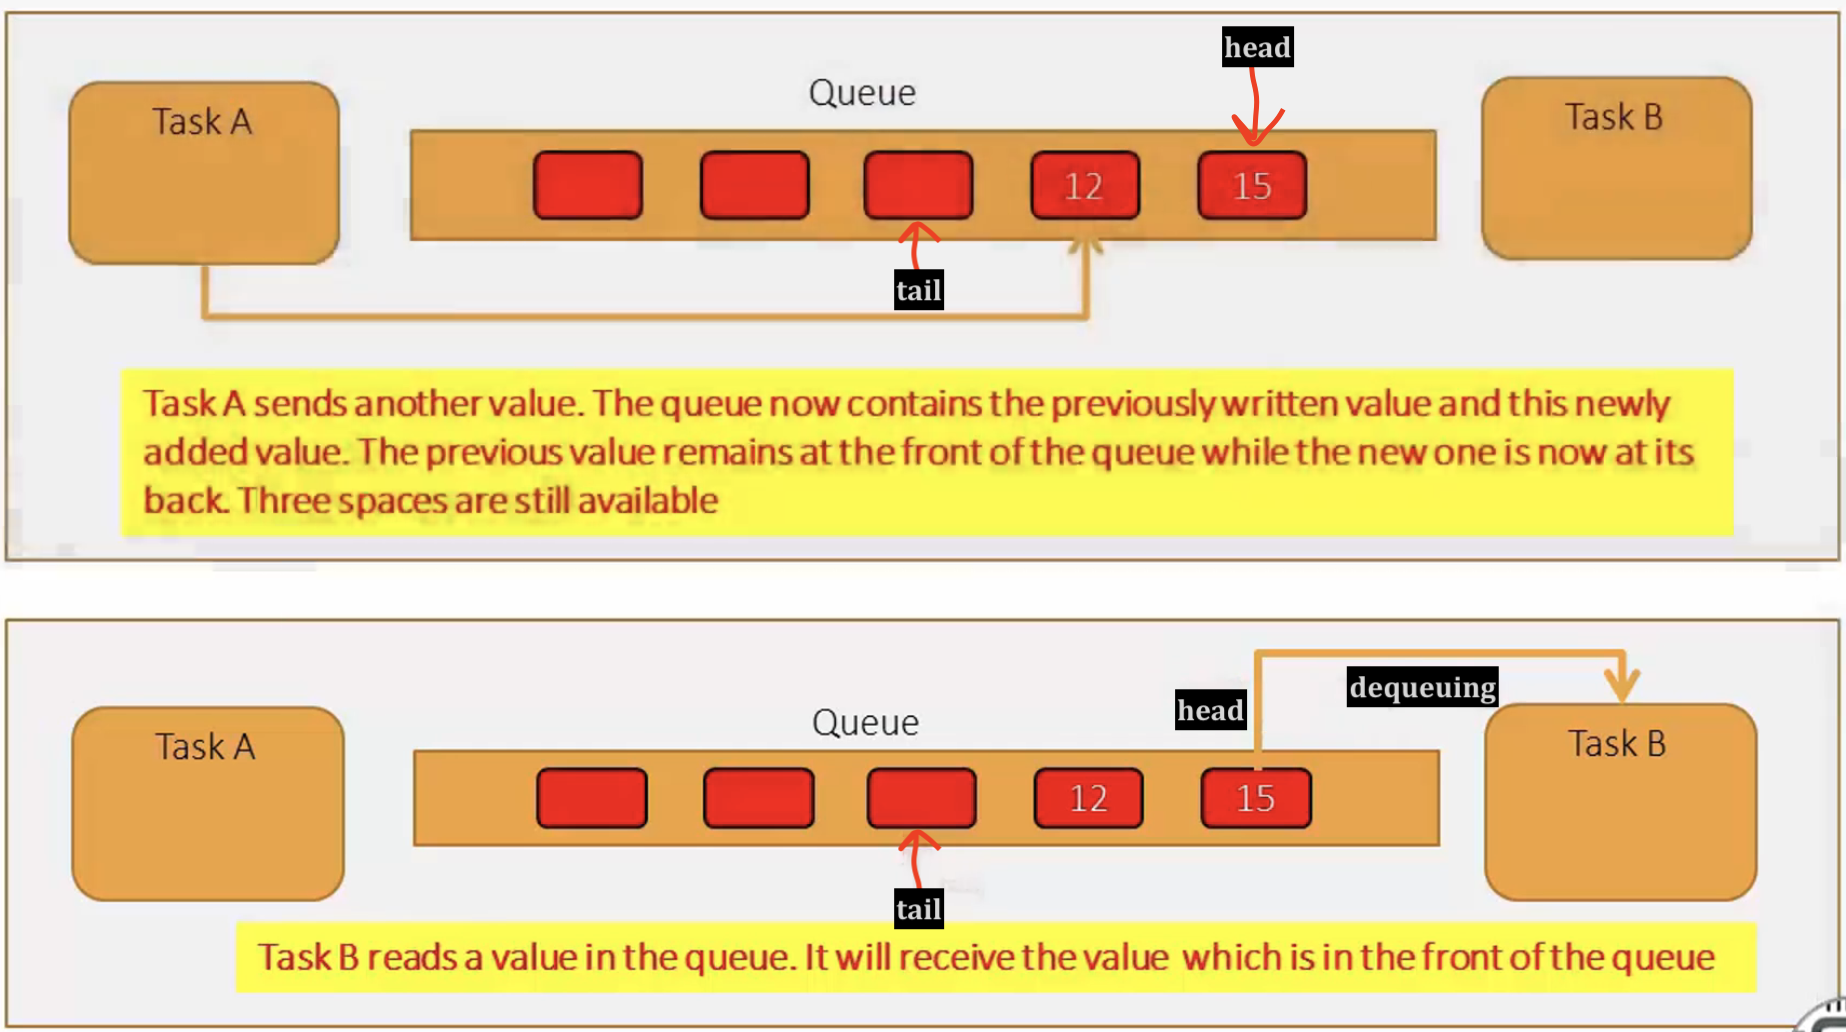 head
Queue
Task A
Task B
12
15
tail
Task A sends another value. The queue now contains the previously written value and this newly
added value. The previous value remains at the front of the queue while the new one is now at its
back. Three spaces are still available
dequeuing
head
Queue
Task A
Task B
12
15
tail
Task B reads a value in the queue. It will receive the value which is in the front of the queue